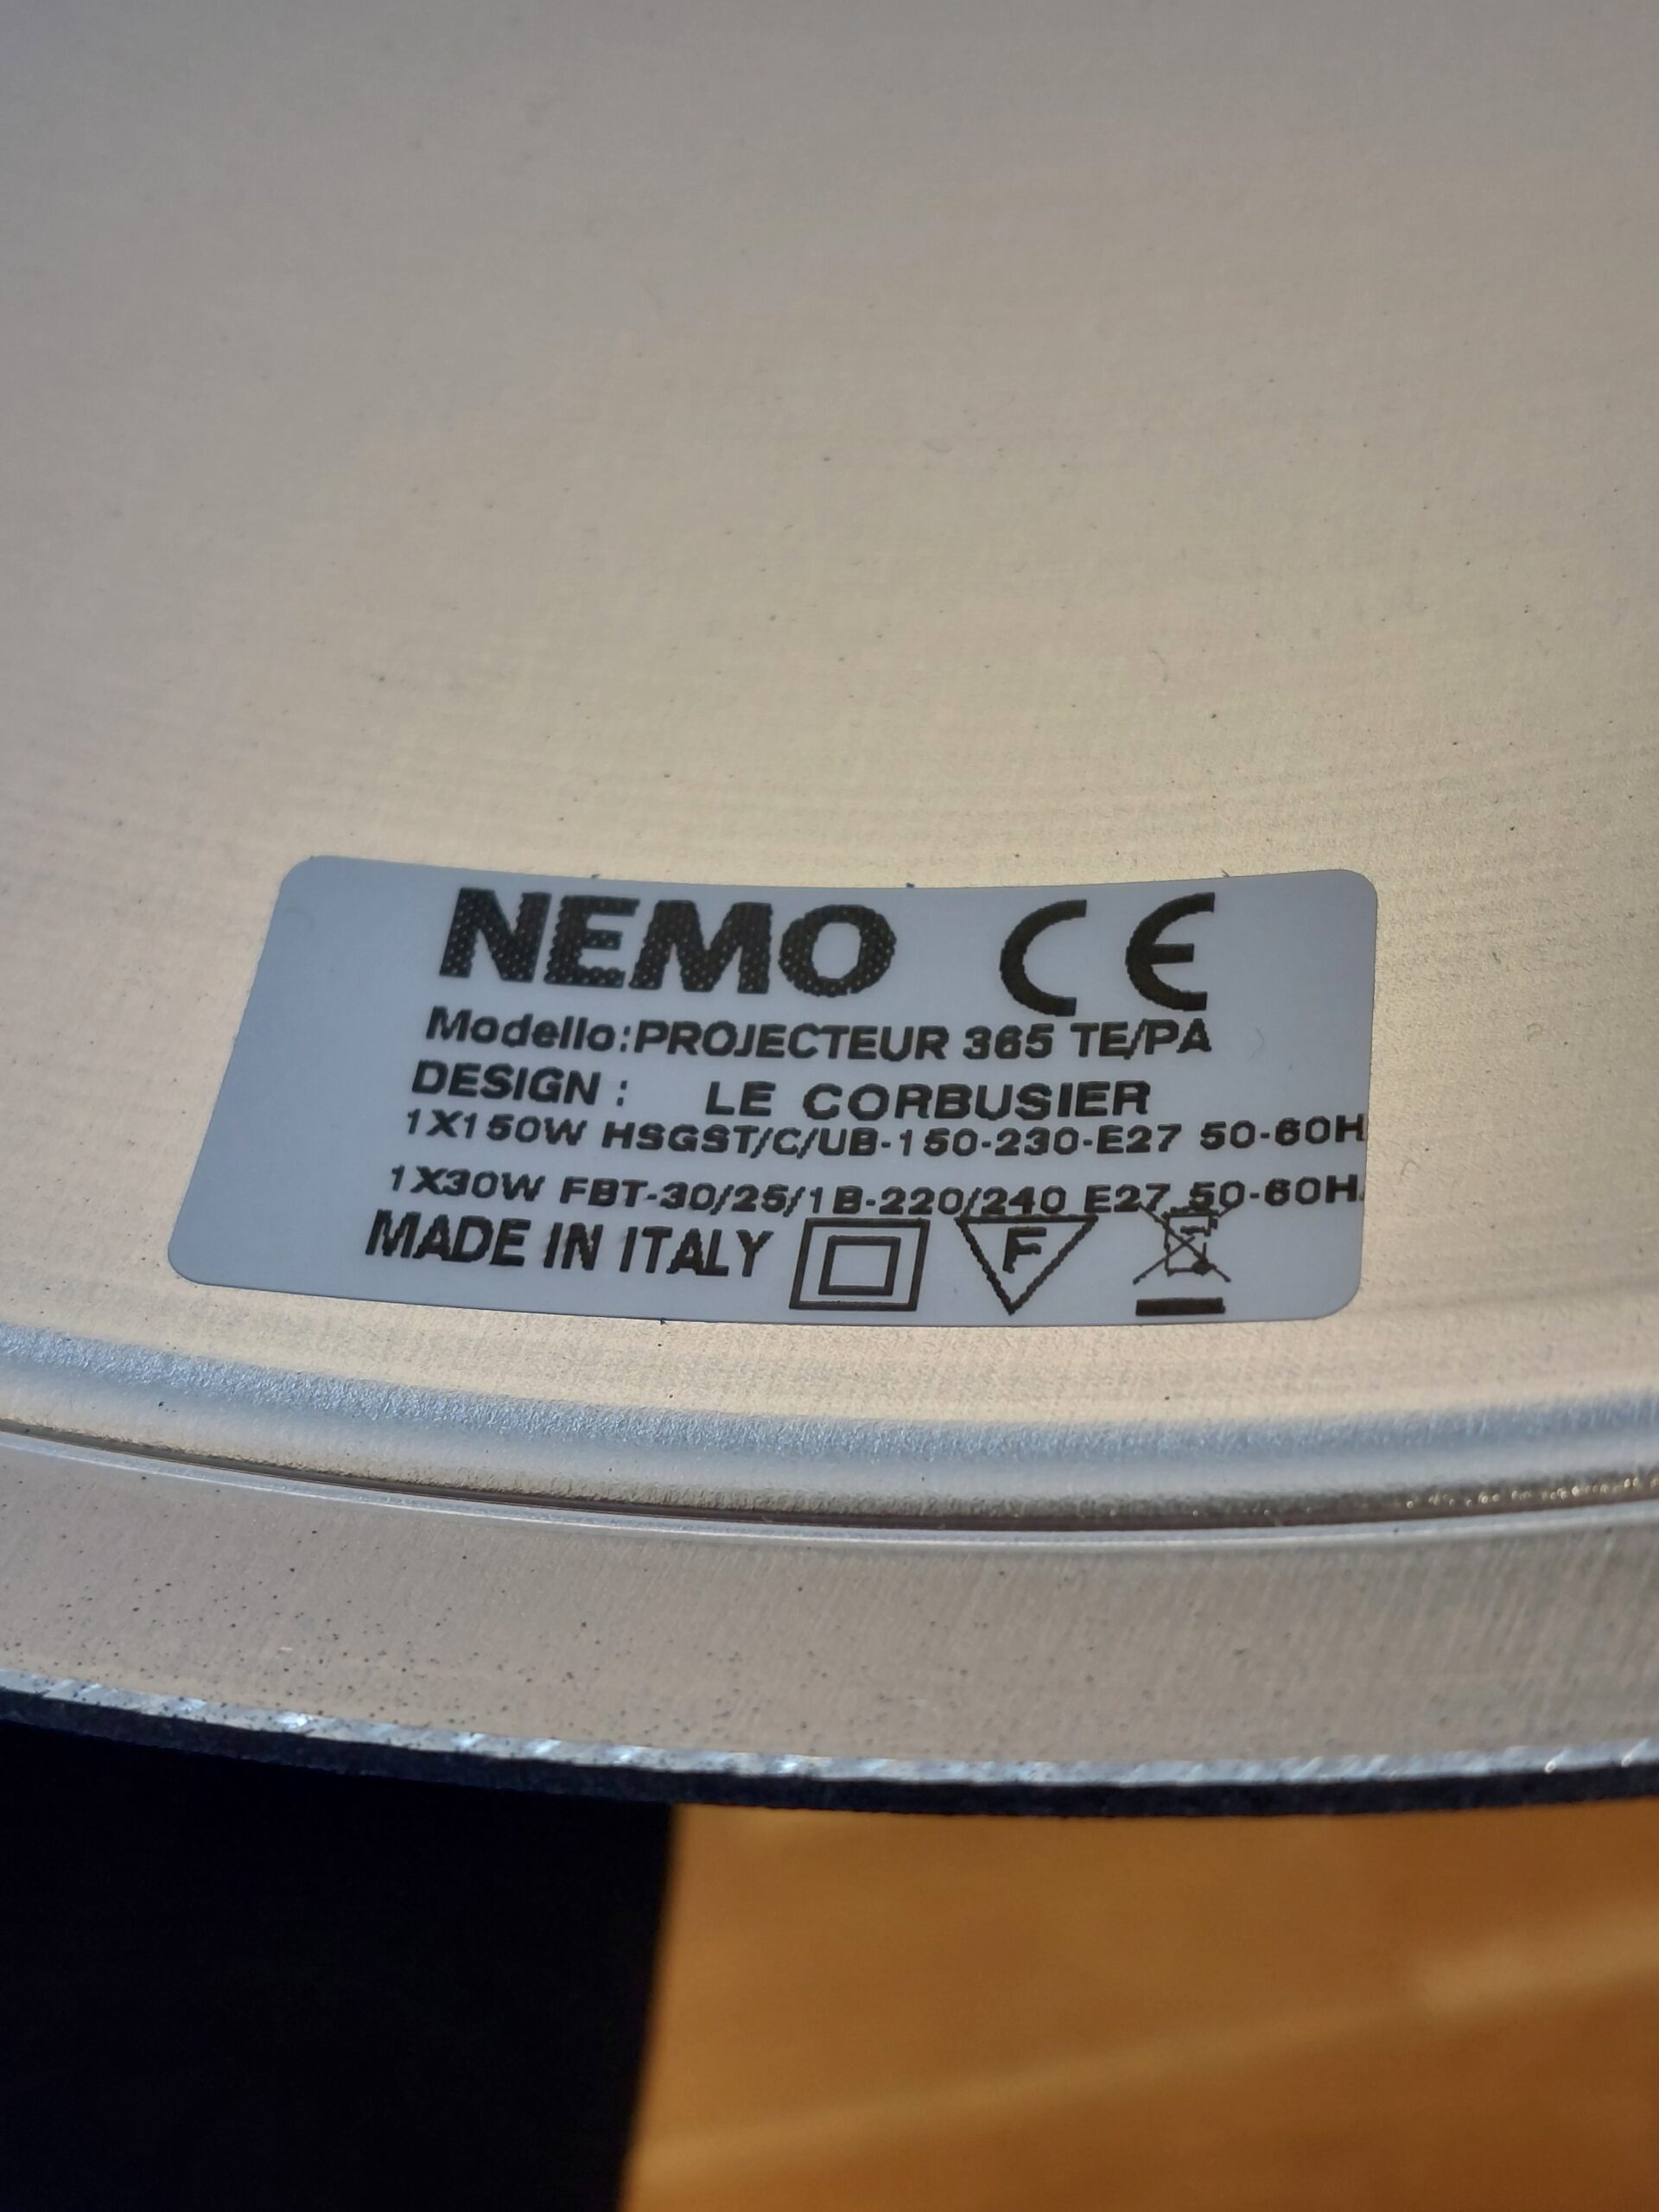 NEMO CE
Modello:PROJECTEUR 365 TE/PA
DESIGN : LE CORBUSIER
1X150W HSGST/C/UB-150-230-E27 50-60H
1X30W FBT-30/25/1B-220/240 E27 50-60H
MADE IN ITALY F